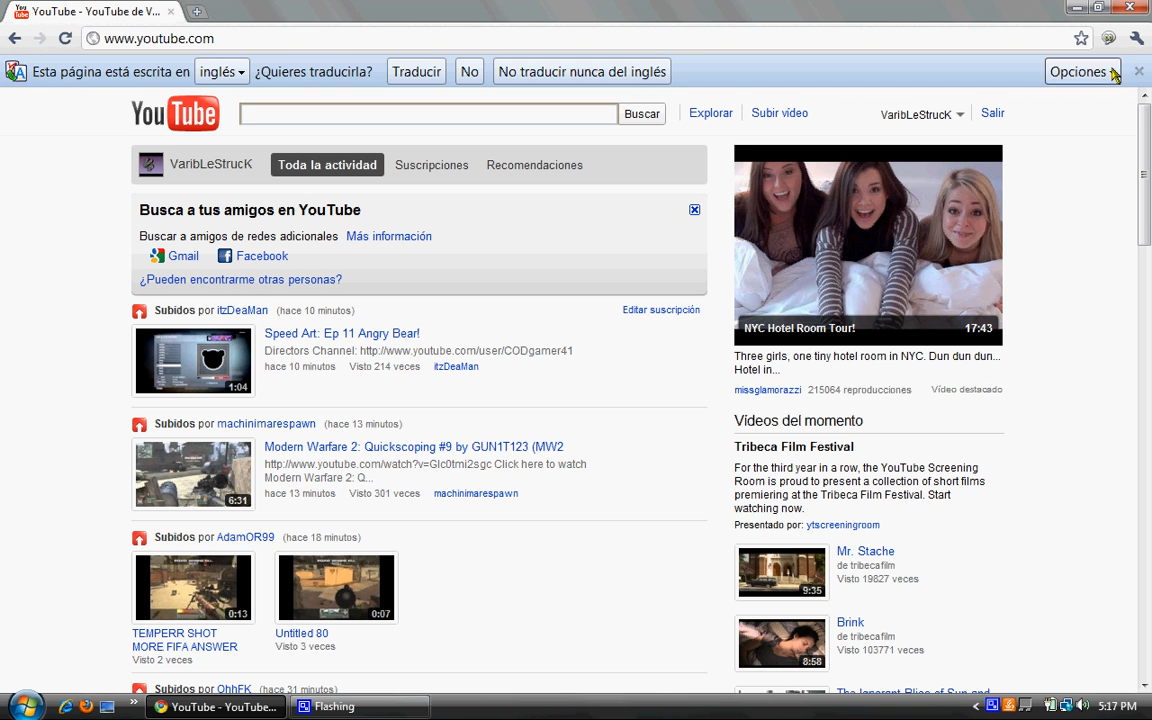 YouTube - YouTube de V...
www.youtube.com
Esta página está escrita en inglés ¿Quieres traducirla? Traducir No No traducir nunca del inglés Opciones
YouTube Buscar Explorar Subir vídeo VaribLeStrucK Salir
VaribLeStrucK Toda la actividad Suscripciones Recomendaciones
Busca a tus amigos en YouTube
Buscar a amigos de redes adicionales Más información
Gmail Facebook
¿Pueden encontrarme otras personas?
Subidos por itzDeaMan (hace 10 minutos) Editar suscripción
Speed Art: Ep 11 Angry Bear!
Directors Channel: http://www.youtube.com/user/CODgamer41
hace 10 minutos Visto 214 veces itzDeaMan
1:04
Subidos por machinimarespawn (hace 13 minutos)
Modern Warfare 2: Quickscoping #9 by GUN1T123 (MW2
http://www.youtube.com/watch?v=GIc0tmi2sgc Click here to watch
Modern Warfare 2: Q...
hace 13 minutos Visto 301 veces machinimarespawn
6:31
Subidos por AdamOR99 (hace 18 minutos)
0:13
0:07
TEMPERR SHOT
MORE FIFA ANSWER
Visto 2 veces
Untitled 80
Visto 3 veces
Subidos por OhhFK (hace 31 minutos)
NYC Hotel Room Tour! 17:43
Three girls, one tiny hotel room in NYC. Dun dun dun...
Hotel in...
missglamorazzi 215064 reproducciones Vídeo destacado
Vídeos del momento
Tribeca Film Festival
For the third year in a row, the YouTube Screening
Room is proud to present a collection of short films
premiering at the Tribeca Film Festival. Start
watching now.
Presentado por: ytscreeningroom
Mr. Stache
de tribecafilm
Visto 19827 veces
9:35
Brink
de tribecafilm
Visto 103771 veces
8:58
The Ignorant Bliss of Sun and
YouTube - YouTube... Flashing 5:17 PM